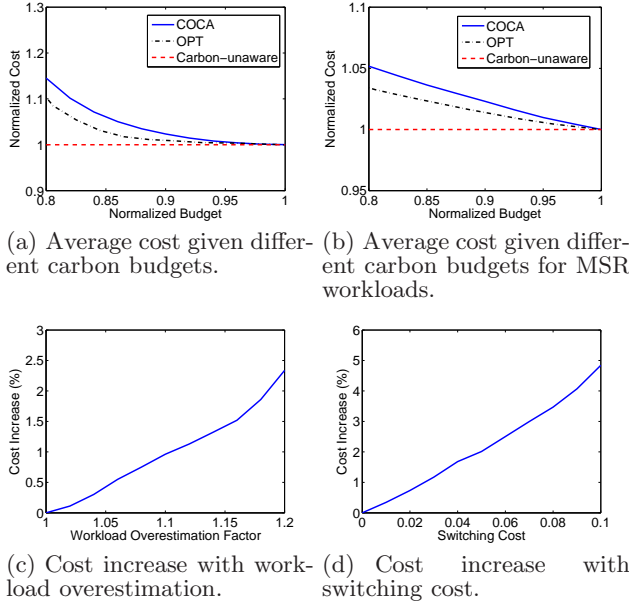 1.3
1.2
1.1
1
0.9
Normalized Cost
COCA
OPT
Carbon−unaware
0.8 0.85 0.9 0.95 1
Normalized Budget
(a) Average cost given differ-
ent carbon budgets.
1.1
1.05
1
0.95
Normalized Cost
COCA
OPT
Carbon−unaware
0.8 0.85 0.9 0.95 1
Normalized Budget
(b) Average cost given differ-
ent carbon budgets for MSR
workloads.
3
2.5
2
1.5
1
0.5
0
Cost Increase (%)
1 1.05 1.1 1.15 1.2
Workload Overestimation Factor
(c) Cost increase with work-
load overestimation.
6
5
4
3
2
1
0
Cost Increase (%)
0 0.02 0.04 0.06 0.08 0.1
Switching Cost
(d) Cost increase with
switching cost.